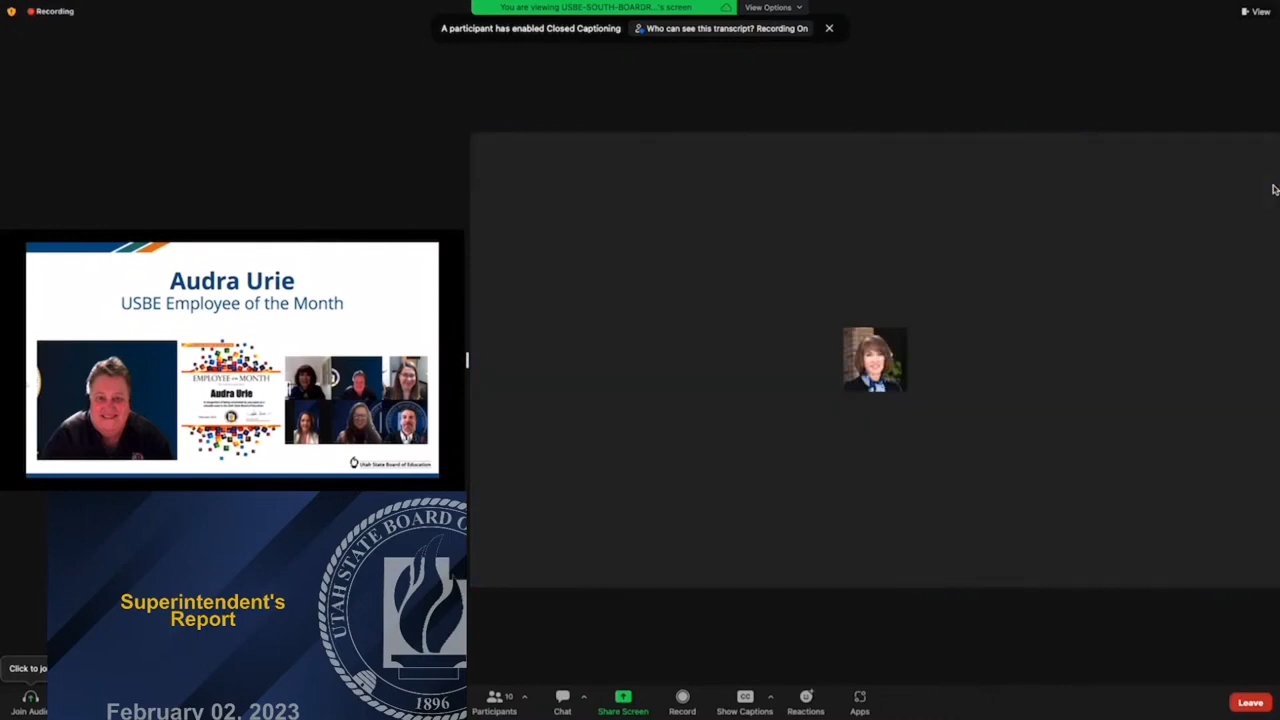 Recording
You are viewing USBE-SOUTH-BOARDR...'s screen
View Options
View
A participant has enabled Closed Captioning
Who can see this transcript? Recording On
Audra Urie
USBE Employee of the Month
EMPLOYEE OF THE MONTH
Audra Urie
Utah State Board of Education
UTAH STATE BOARD O
1896
Superintendent's
Report
February 02, 2023
Click to jo
Join Audi
10
Participants
Chat
Share Screen
Record
CC
Show Captions
Reactions
Apps
Leave